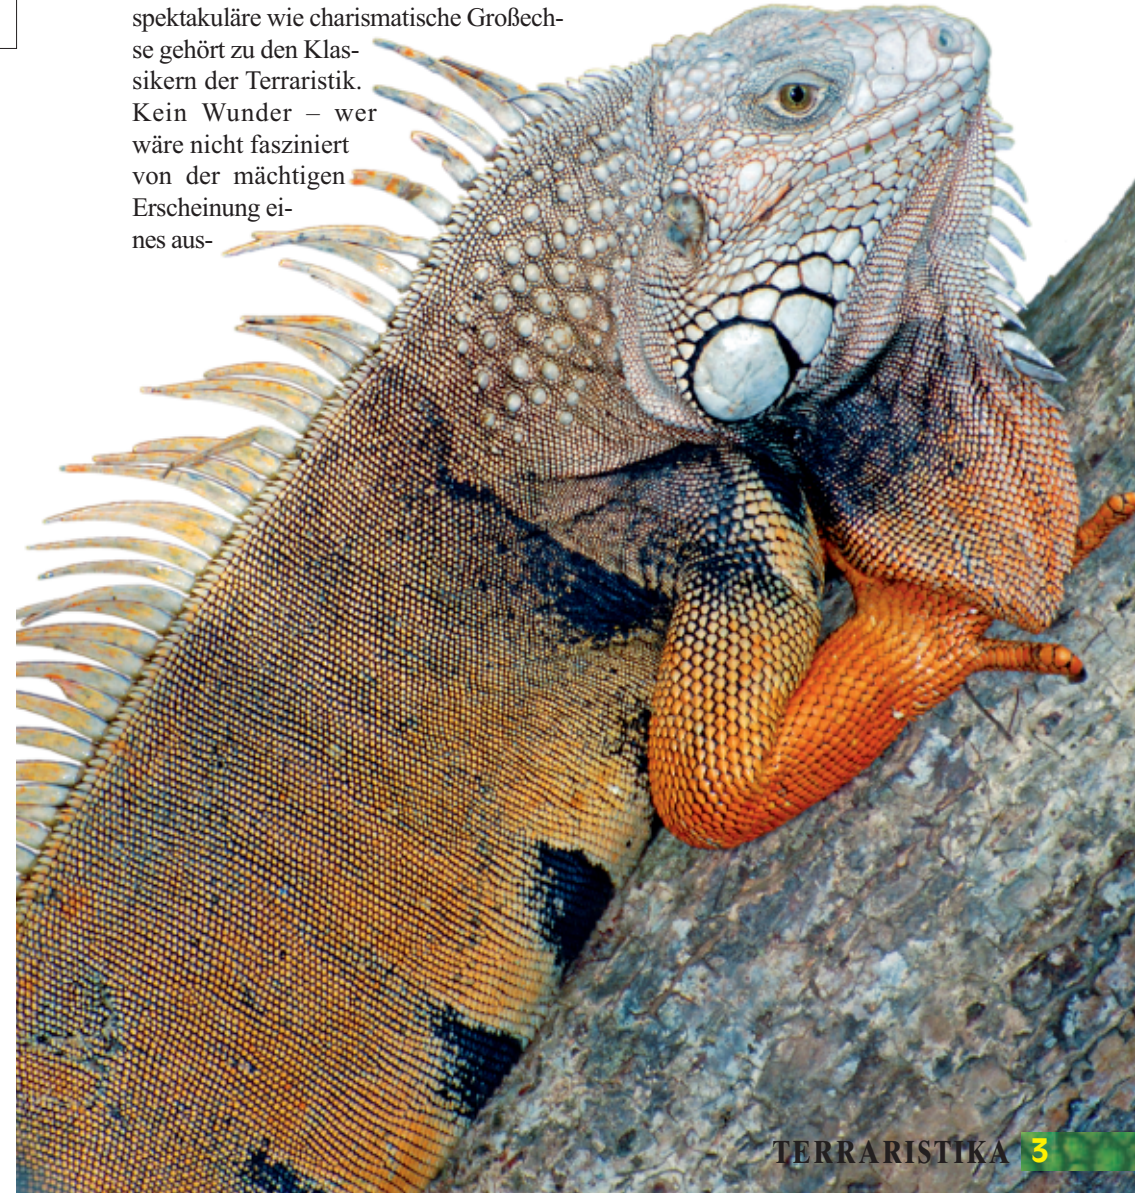 spektakuläre wie charismatische Großech-
se gehört zu den Klas-
sikern der Terraristik.
Kein Wunder – wer
wäre nicht fasziniert
von der mächtigen
Erscheinung ei-
nes aus-
TERRARISTIKA 3